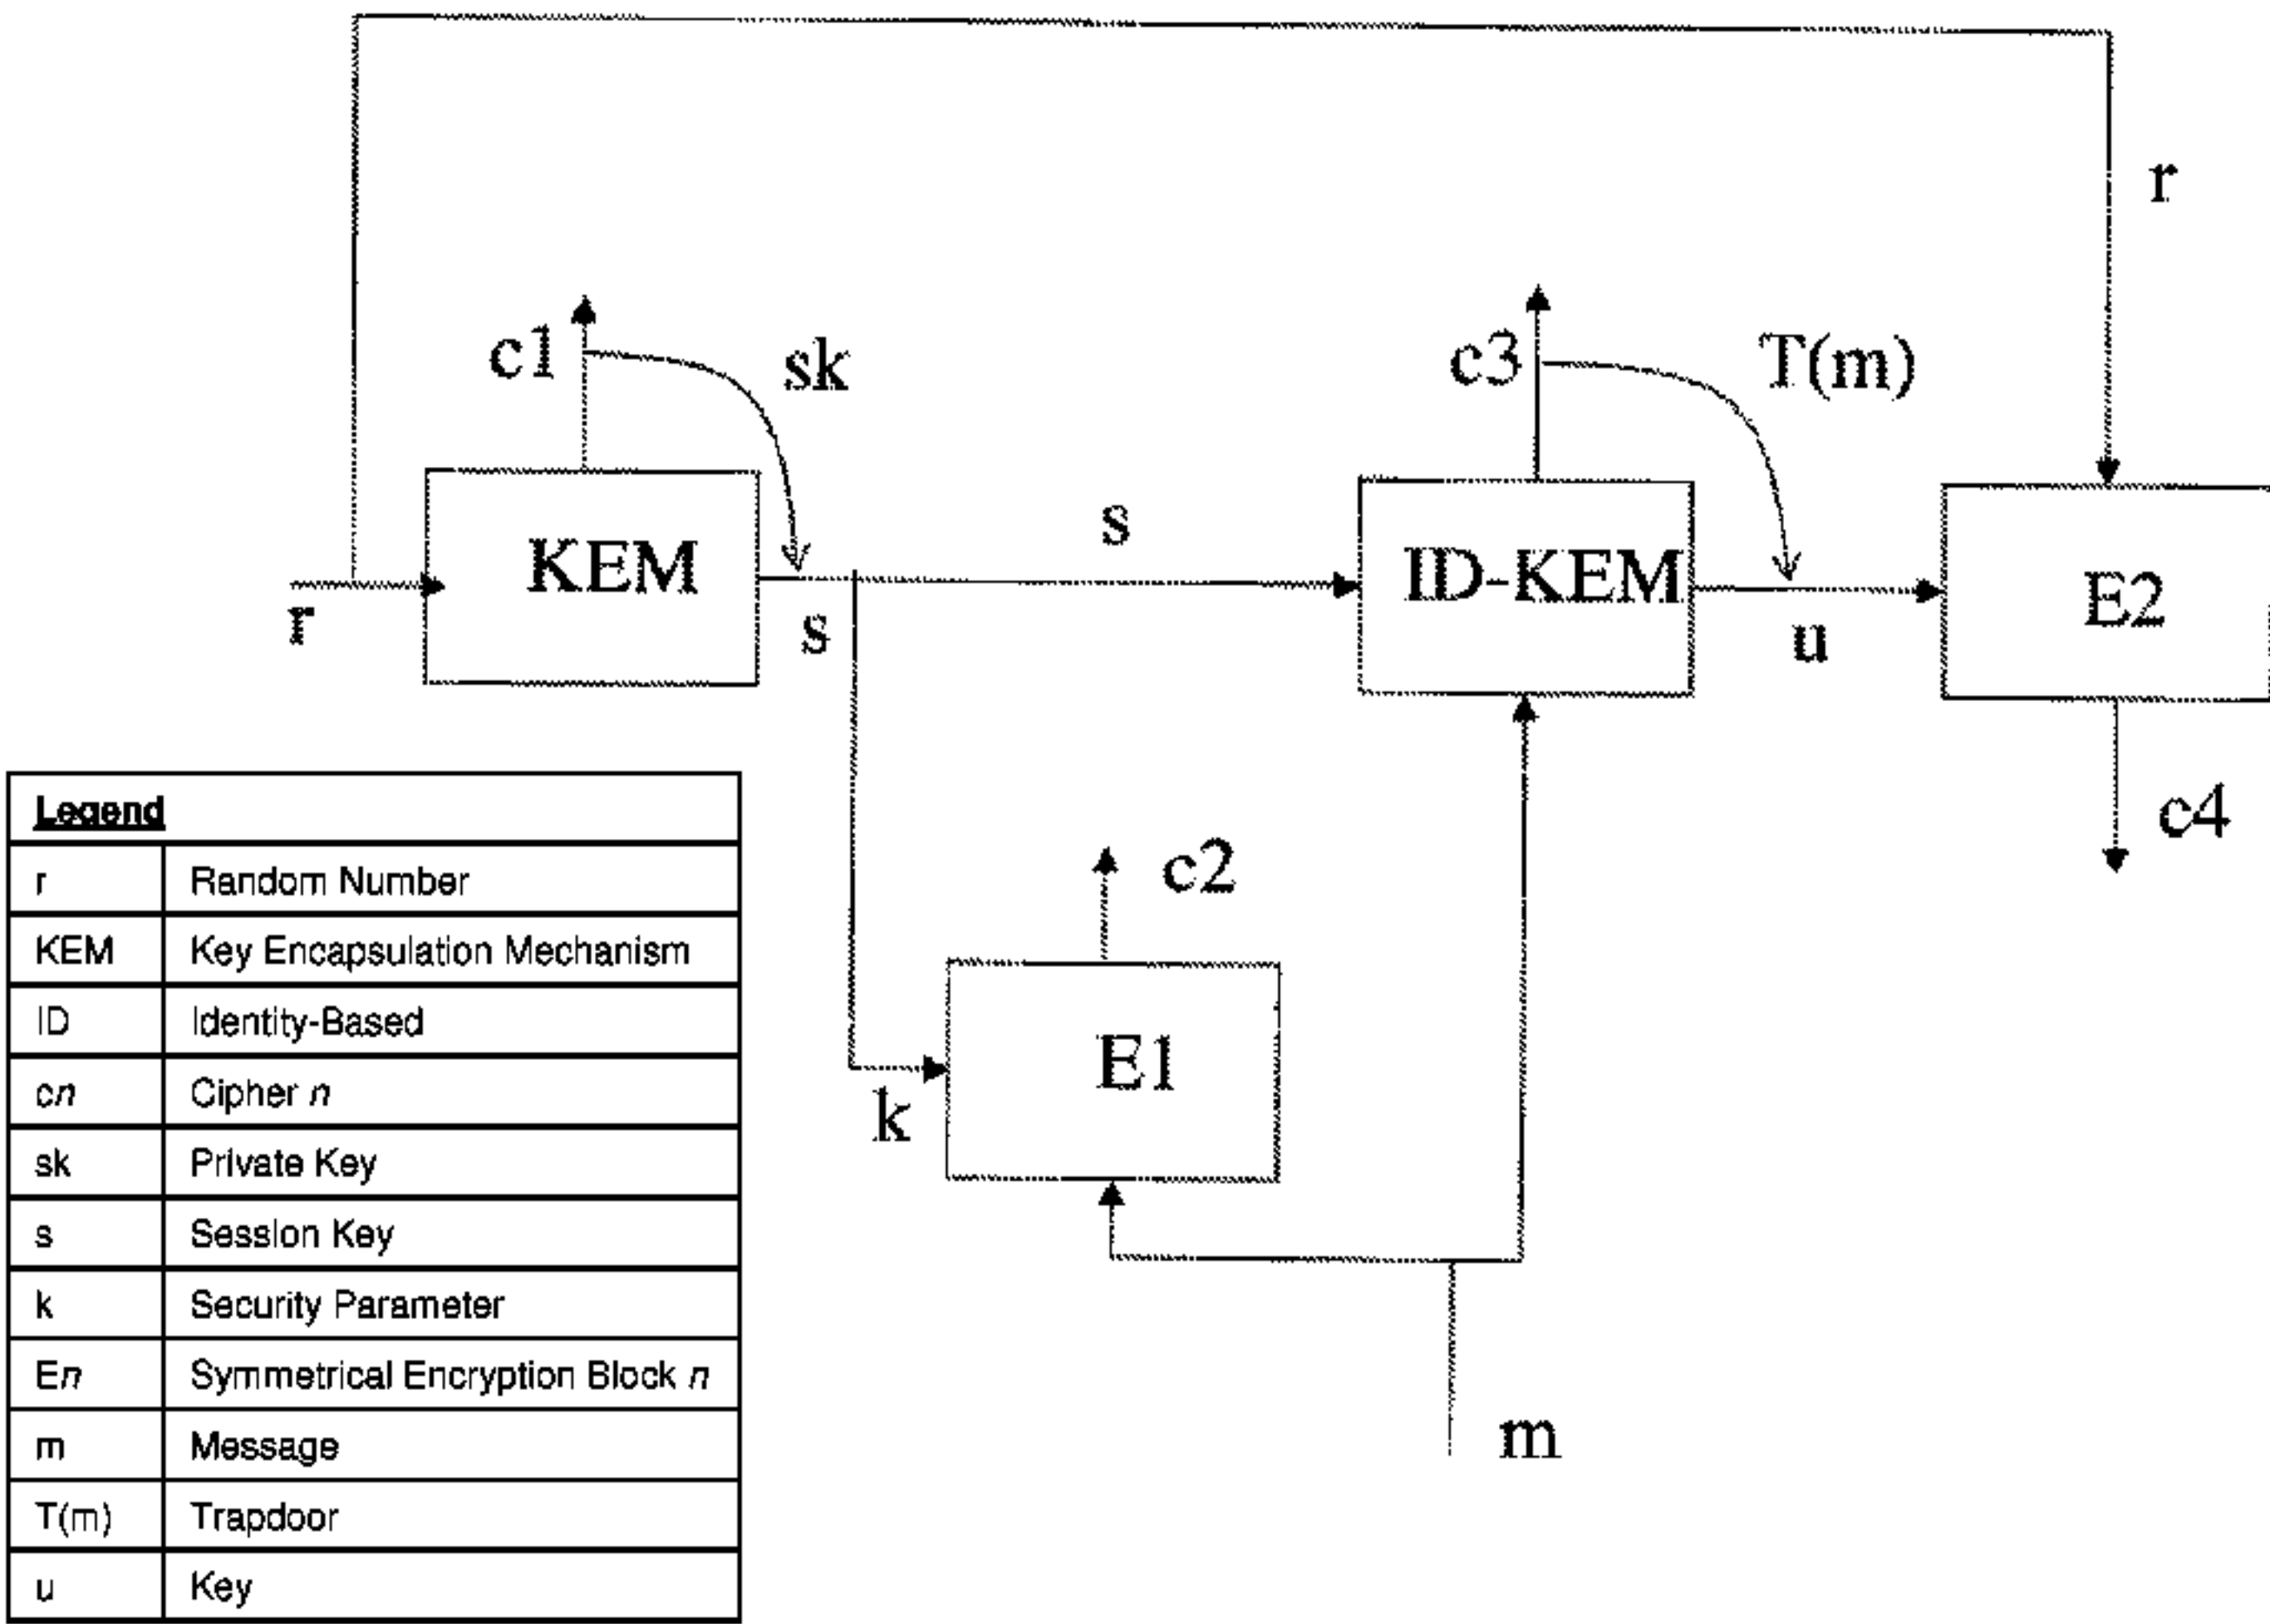 r
c1
sk
c3
T(m)
s
KEM
ID-KEM
E2
r
s
u
c2
c4
E1
k
m
Legend
r Random Number
KEM Key Encapsulation Mechanism
ID Identity-Based
cn Cipher n
sk Private Key
s Session Key
k Security Parameter
En Symmetrical Encryption Block n
m Message
T(m) Trapdoor
u Key